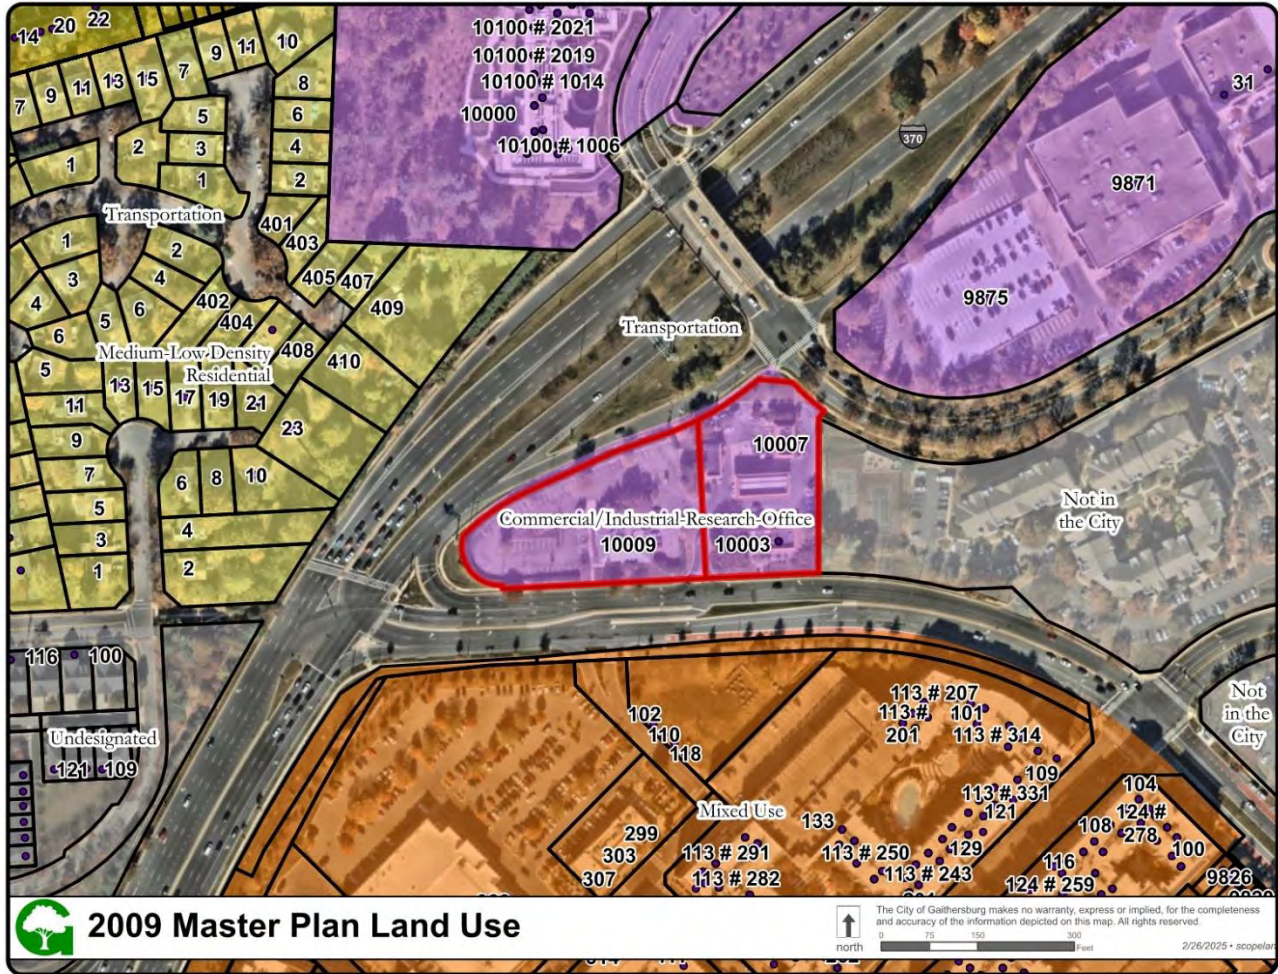 22
20
14
10
11
9
7
15
13
11
9
7
8
6
4
2
5
3
1
2
1
Transportation
401
403
405
407
409
1
2
3
4
4
6
5
6
402
404
408
410
Medium-Low Density
Residential
5
13
15
17
19
21
11
23
9
7
6
8
10
5
4
3
1
2
10100 # 2021
10100 # 2019
10100 # 1014
10000
10100 # 1006
370
31
9871
9875
Transportation
10007
Commercial/Industrial-Research-Office
10009
10003
Not in
the City
Not
in the
City
116
100
Undesignated
121
109
102
110
118
113 # 207
113 #
201
101
113 # 314
109
113 # 331
121
Mixed Use
133
299
303
307
113 # 291
113 # 282
113 # 250
129
113 # 243
104
124 #
278
108
100
116
124 # 259
9826
2009 Master Plan Land Use
north
The City of Gaithersburg makes no warranty, express or implied, for the completeness
and accuracy of the information depicted on this map. All rights reserved.
0 75 150 300
Feet
2/26/2025 • scopelan